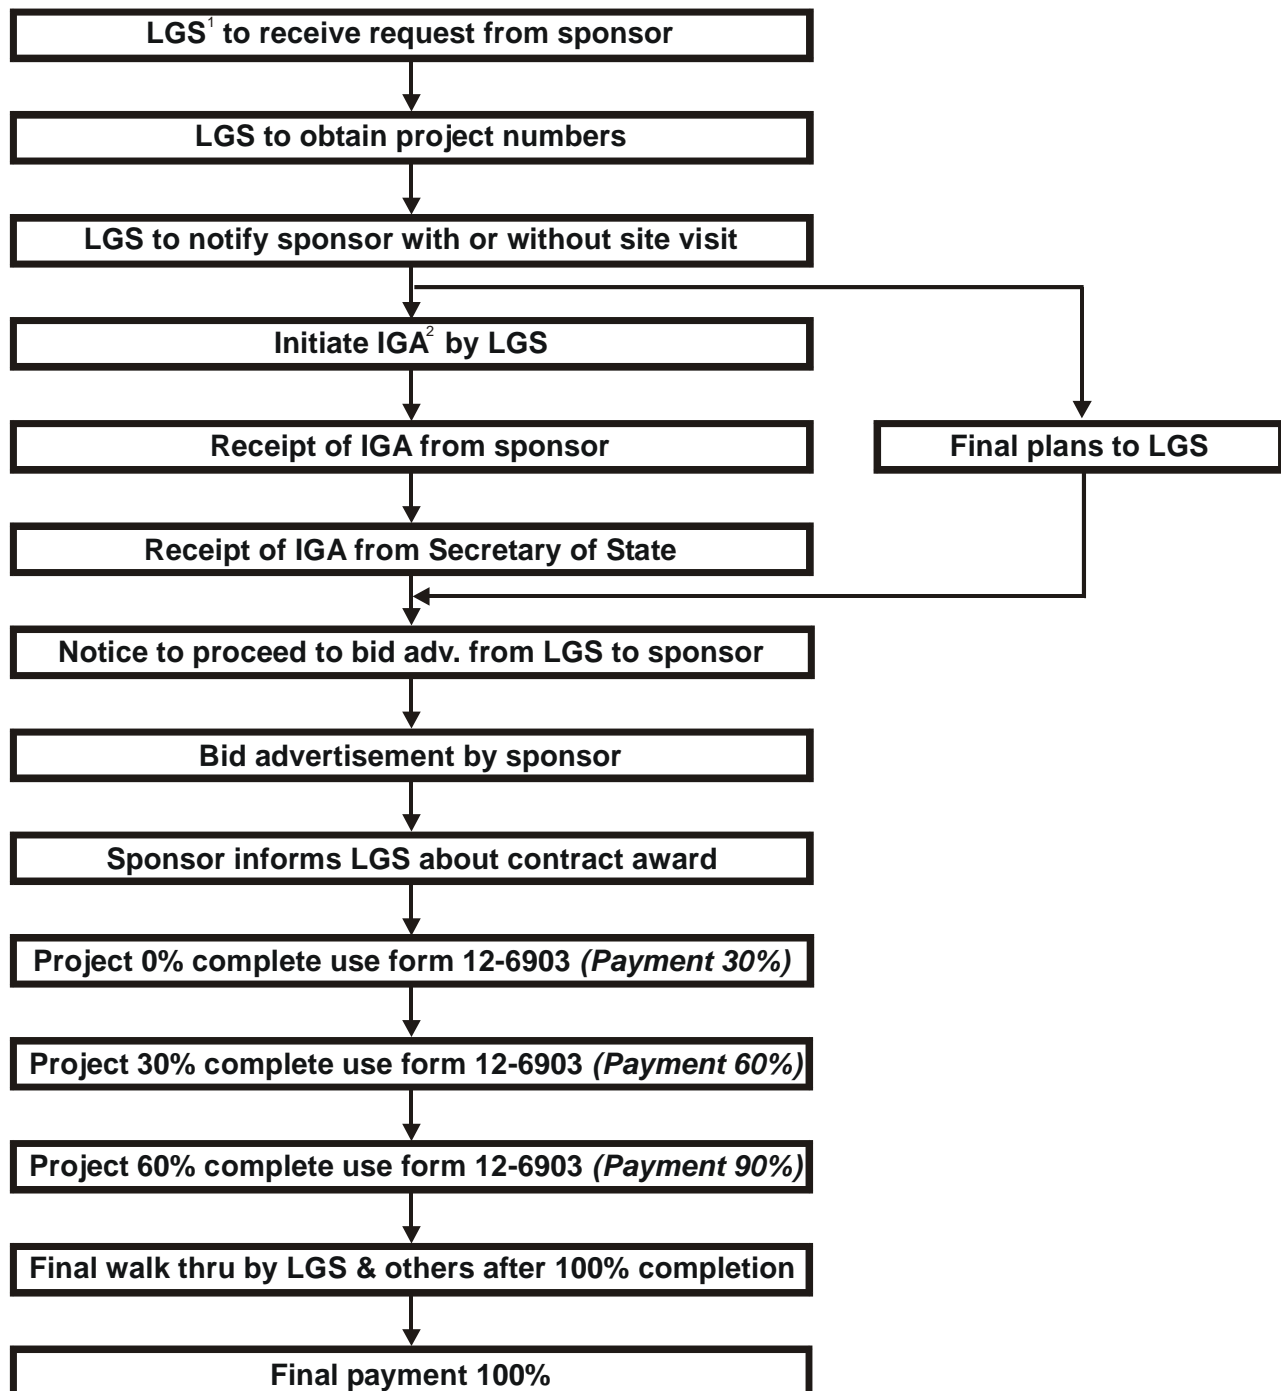 LGS¹ to receive request from sponsor
LGS to obtain project numbers
LGS to notify sponsor with or without site visit
Initiate IGA² by LGS
Receipt of IGA from sponsor
Final plans to LGS
Receipt of IGA from Secretary of State
Notice to proceed to bid adv. from LGS to sponsor
Bid advertisement by sponsor
Sponsor informs LGS about contract award
Project 0% complete use form 12-6903 (Payment 30%)
Project 30% complete use form 12-6903 (Payment 60%)
Project 60% complete use form 12-6903 (Payment 90%)
Final walk thru by LGS & others after 100% completion
Final payment 100%